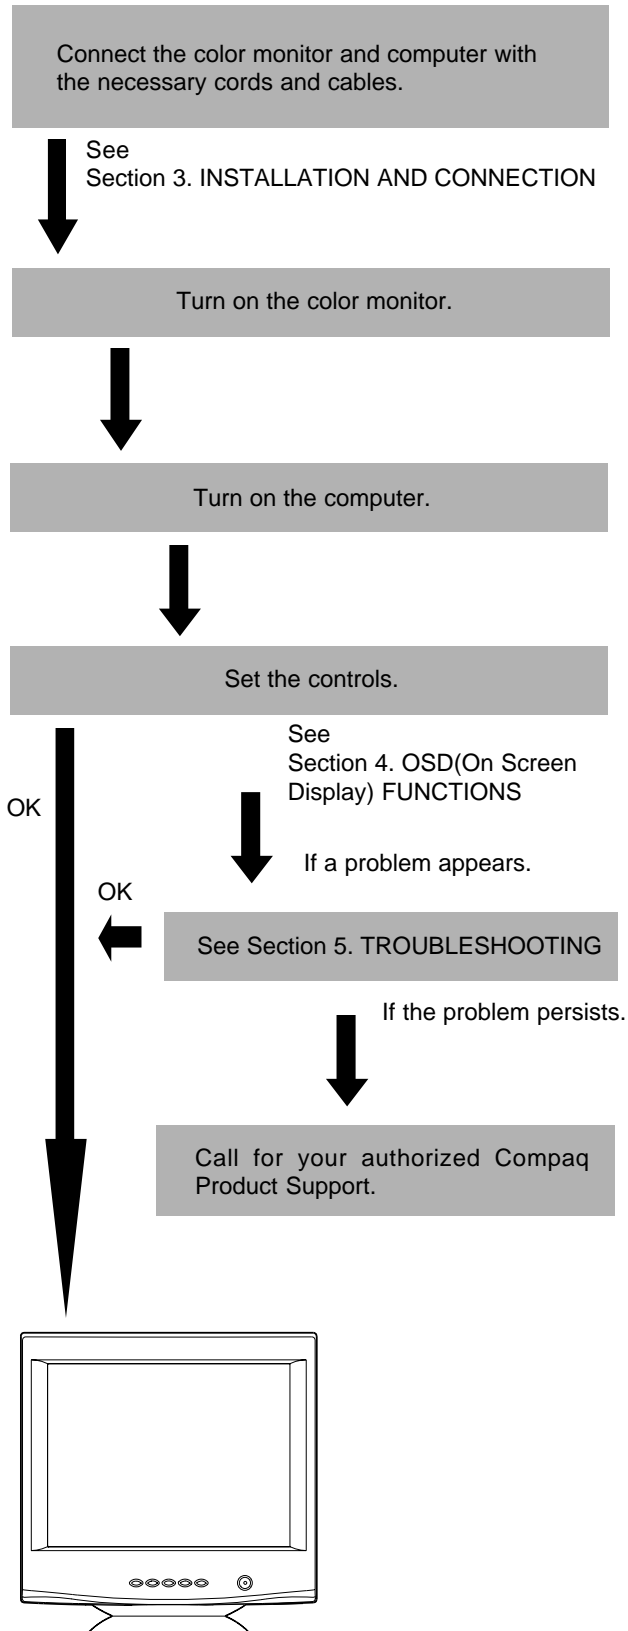 Connect the color monitor and computer with
the necessary cords and cables.
See
Section 3. INSTALLATION AND CONNECTION
Turn on the color monitor.
Turn on the computer.
Set the controls.
See
Section 4. OSD(On Screen
Display) FUNCTIONS
OK
If a problem appears.
OK
See Section 5. TROUBLESHOOTING
If the problem persists.
Call for your authorized Compaq
Product Support.